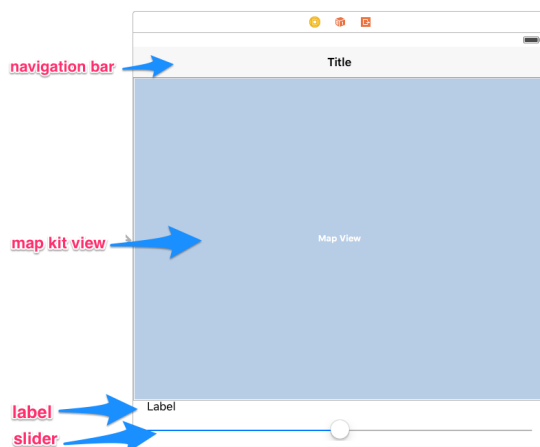 navigation bar
Title
map kit view
Map View
label
Label
slider